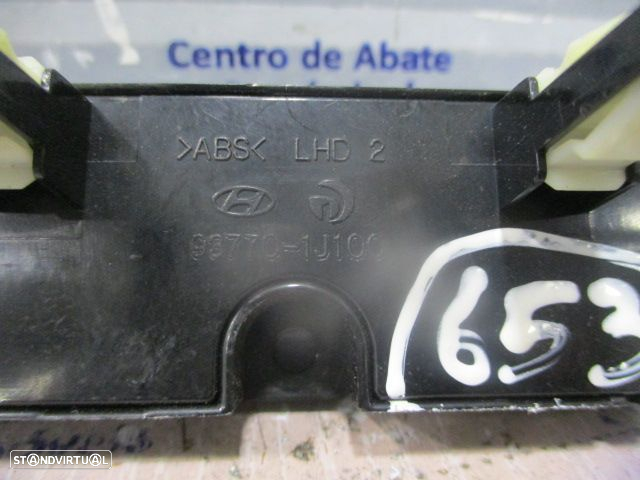 Centro de Abate
>ABS< LHD 2
93770-1J100
653
STANDVIRTUAL